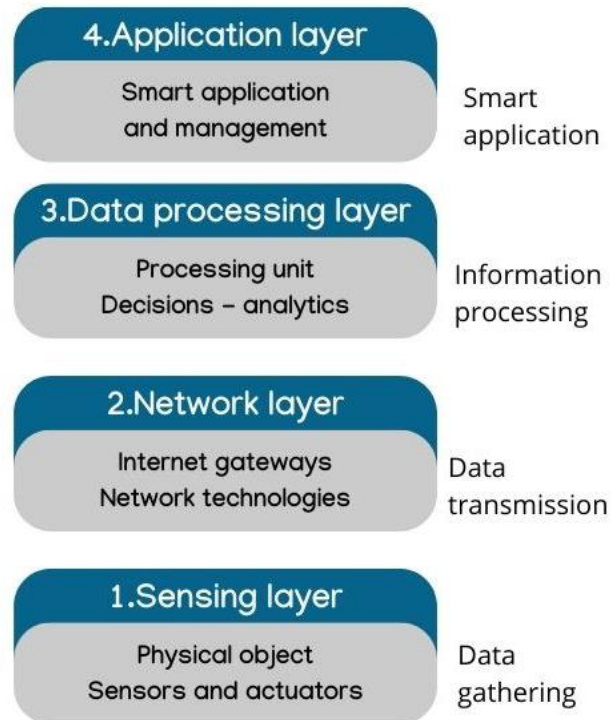 4.Application layer
Smart application
and management
Smart
application
3.Data processing layer
Processing unit
Decisions – analytics
Information
processing
2.Network layer
Internet gateways
Network technologies
Data
transmission
1.Sensing layer
Physical object
Sensors and actuators
Data
gathering